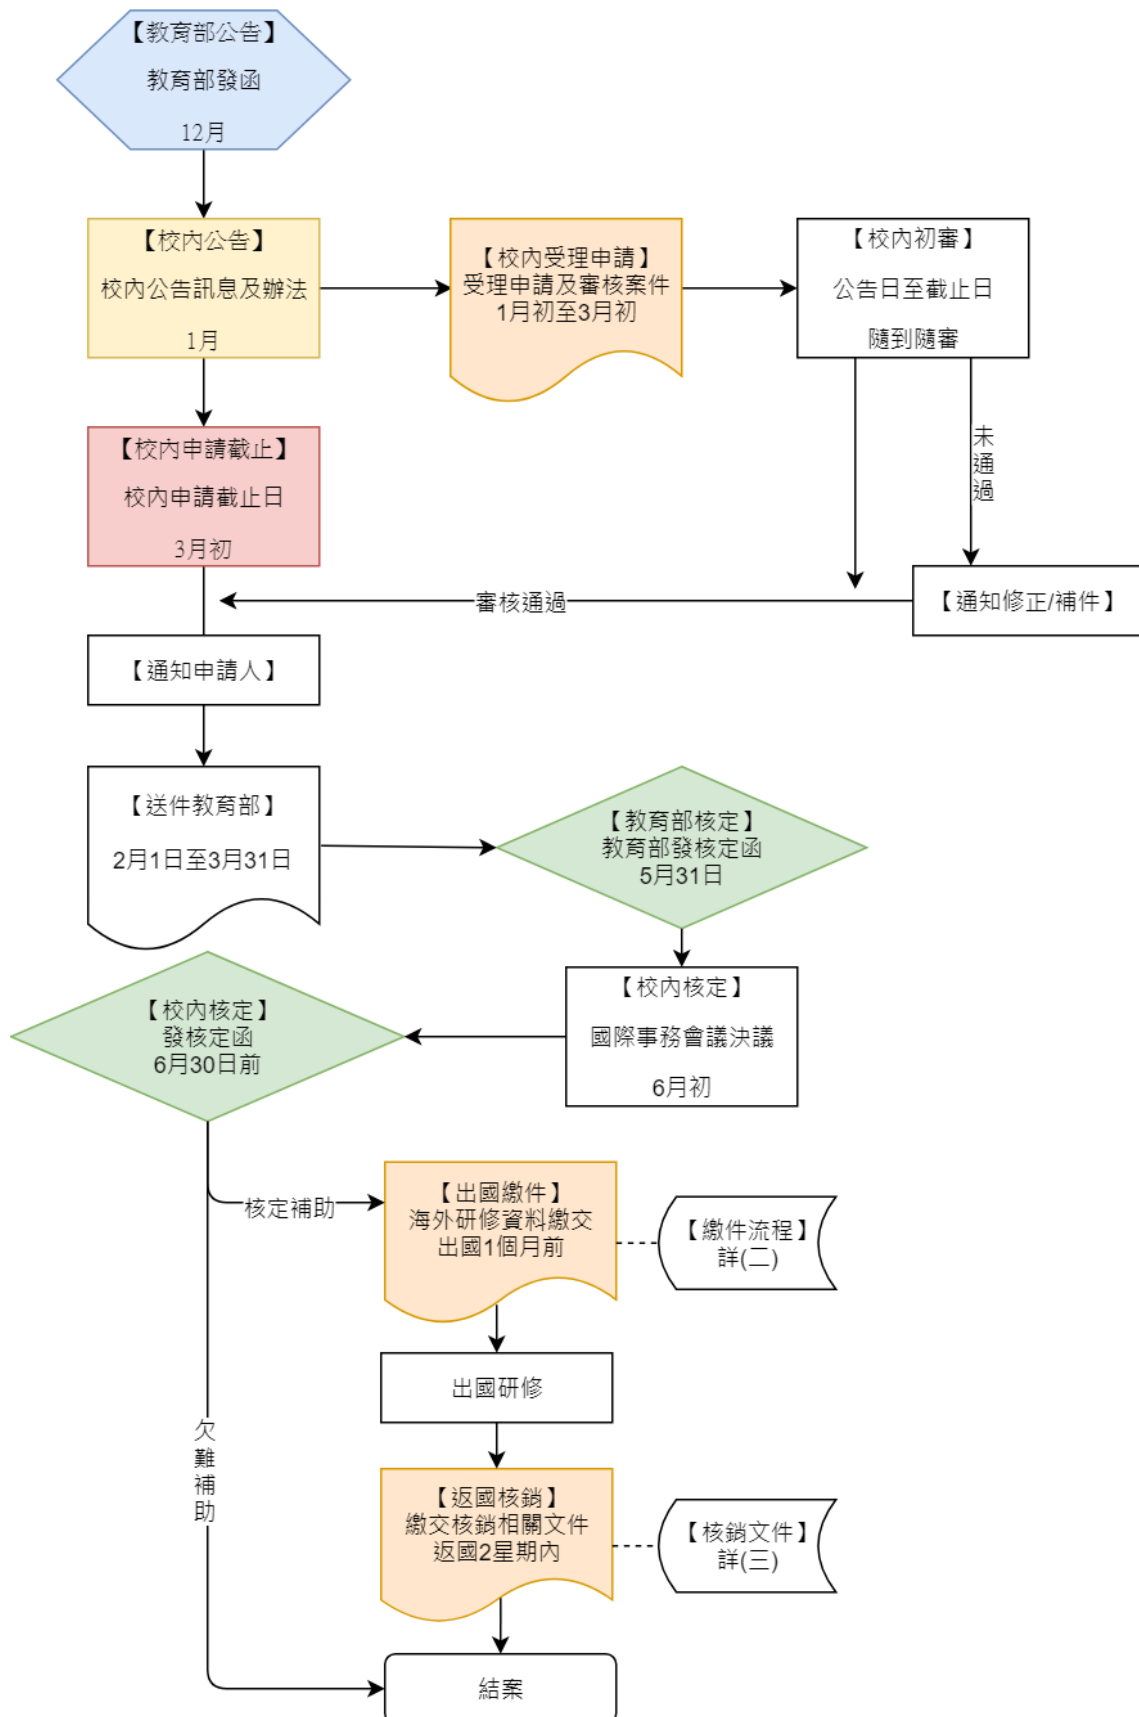 【教育部公告】
教育部發函
12月
【校內公告】
校內公告訊息及辦法
1月
【校內受理申請】
受理申請及審核案件
1月初至3月初
【校內初審】
公告日至截止日
隨到隨審
未通過
【校內申請截止】
校內申請截止日
3月初
審核通過
【通知修正/補件】
【通知申請人】
【送件教育部】
2月1日至3月31日
【教育部核定】
教育部發核定函
5月31日
【校內核定】
國際事務會議決議
6月初
【校內核定】
發核定函
6月30日前
核定補助
【出國繳件】
海外研修資料繳交
出國1個月前
【繳件流程】
詳(二)
出國研修
欠難補助
【返國核銷】
繳交核銷相關文件
返國2星期內
【核銷文件】
詳(三)
結案